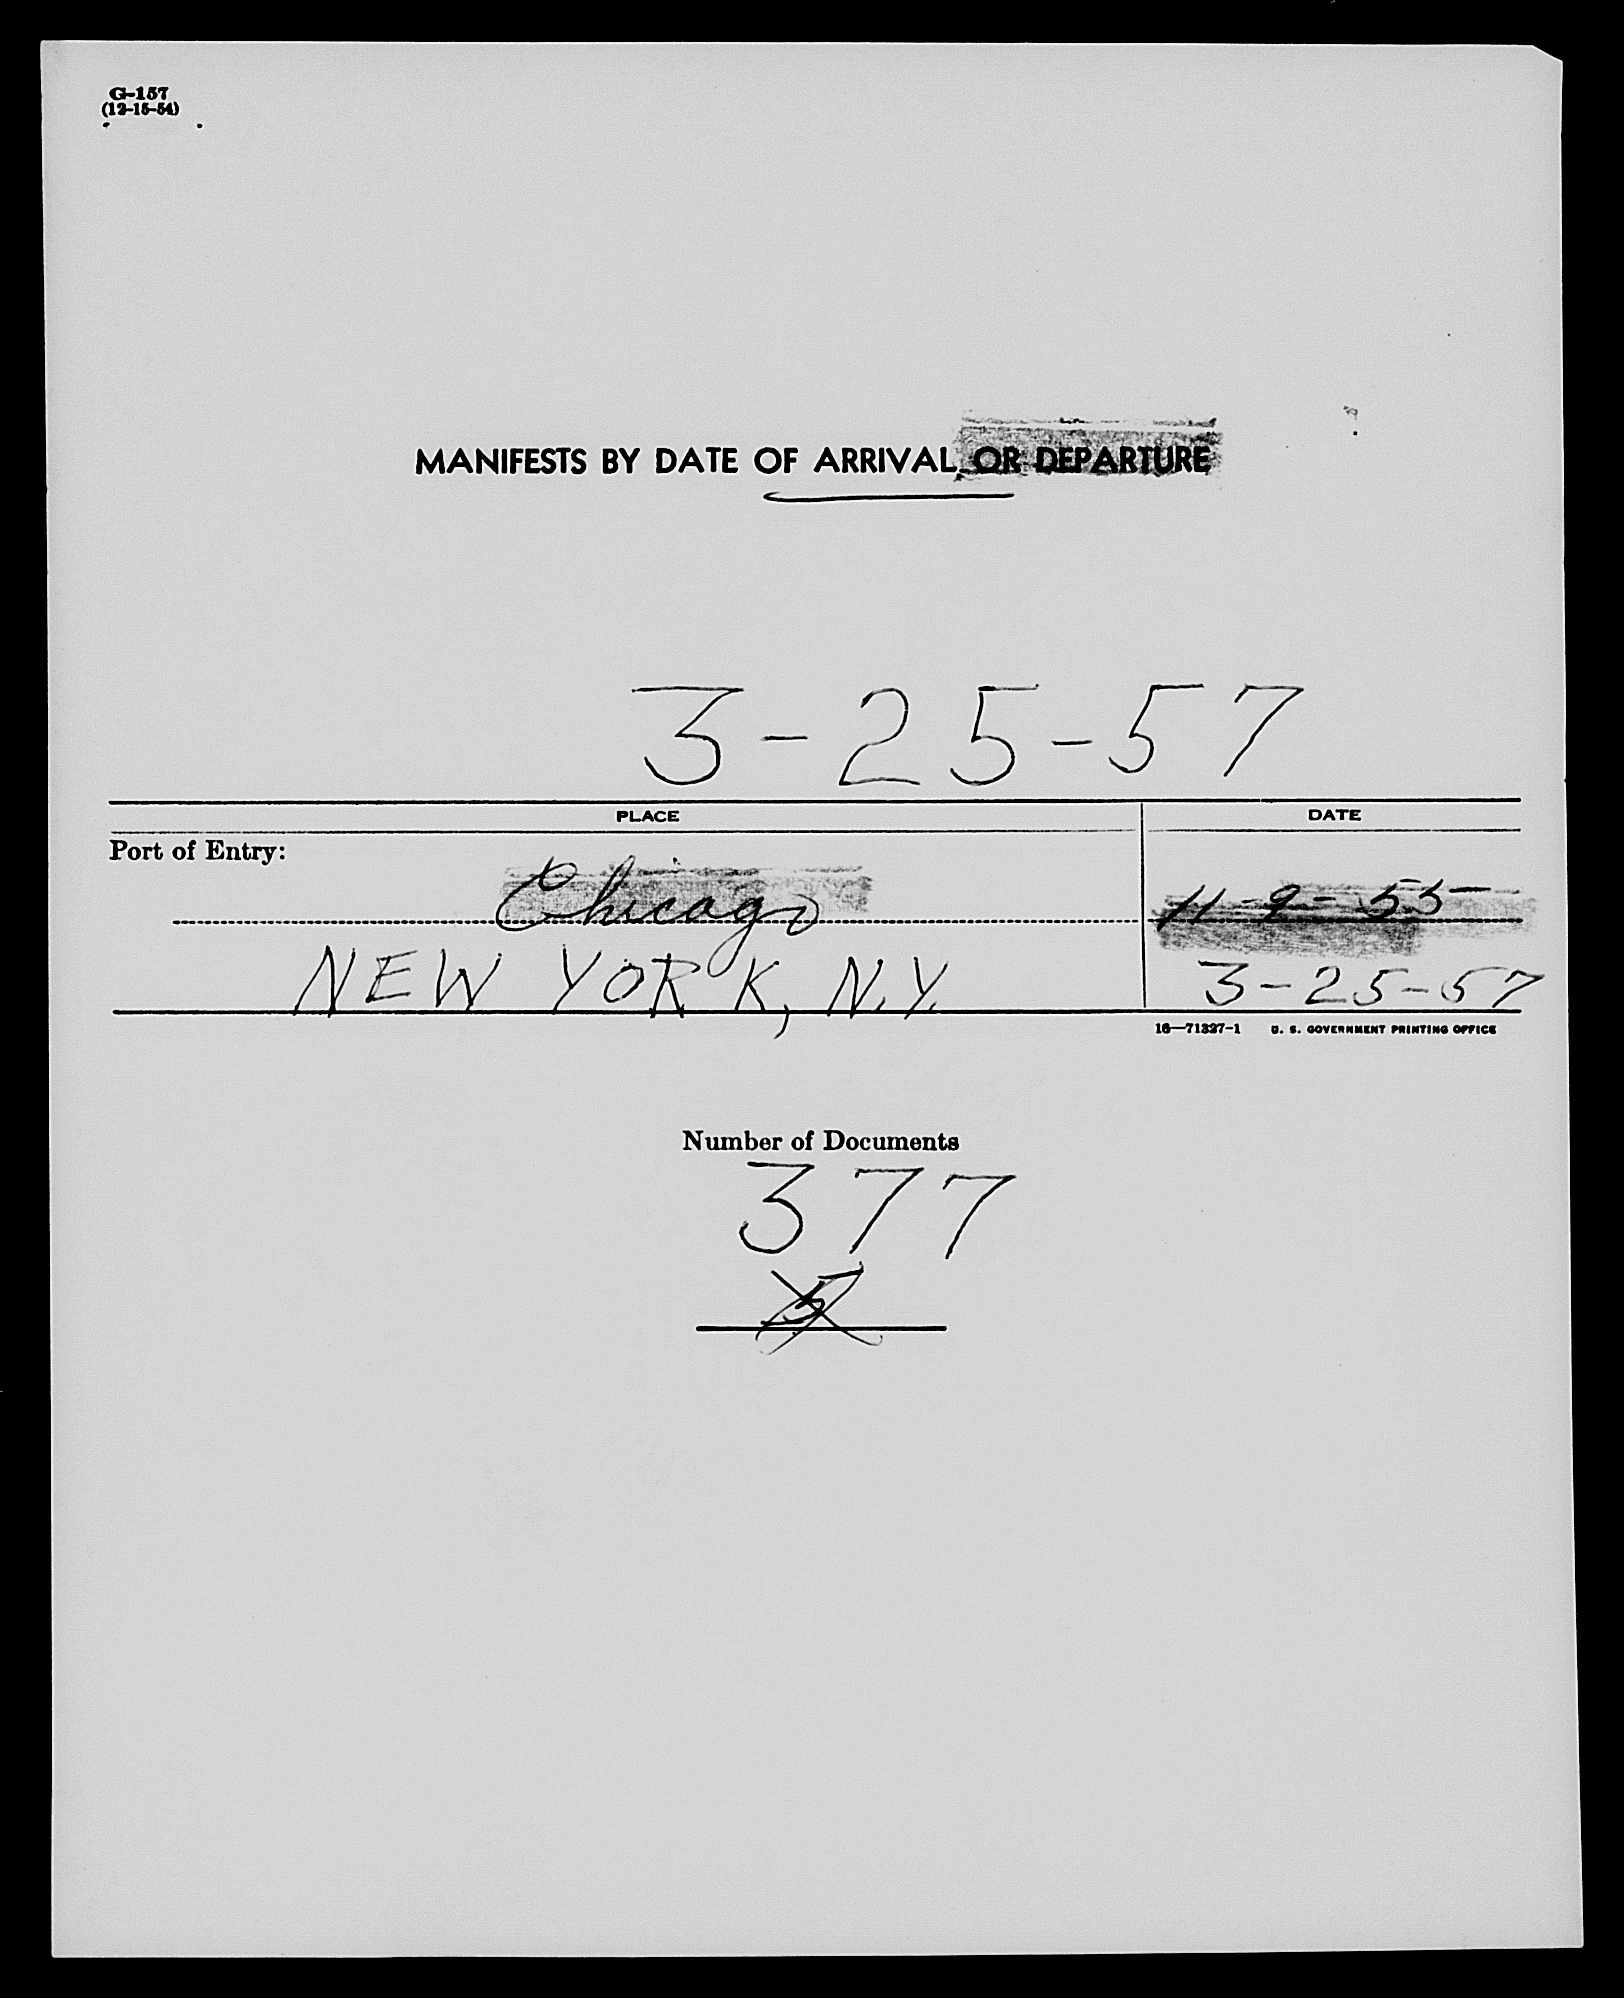 G-157
(12-15-54)
MANIFESTS BY DATE OF ARRIVAL OR DEPARTURE
3-25-57
PLACE DATE
Port of Entry:
Chicago 11-9-55
NEW YORK, N.Y. 3-25-57
16—71327-1 U. S. GOVERNMENT PRINTING OFFICE
Number of Documents
377